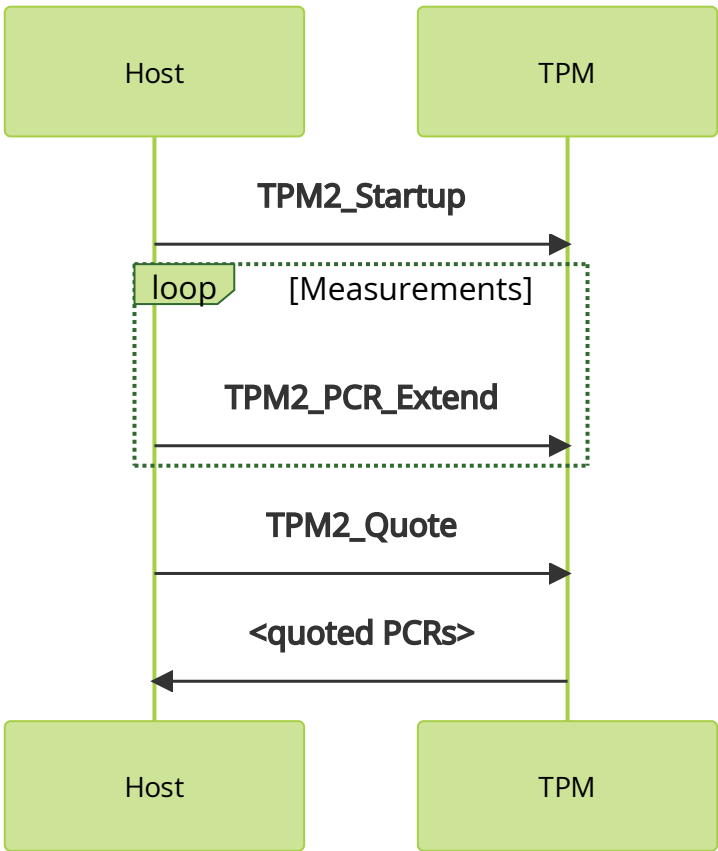 Host
TPM
TPM2_Startup
loop
[Measurements]
TPM2_PCR_Extend
TPM2_Quote
<quoted PCRs>
Host
TPM